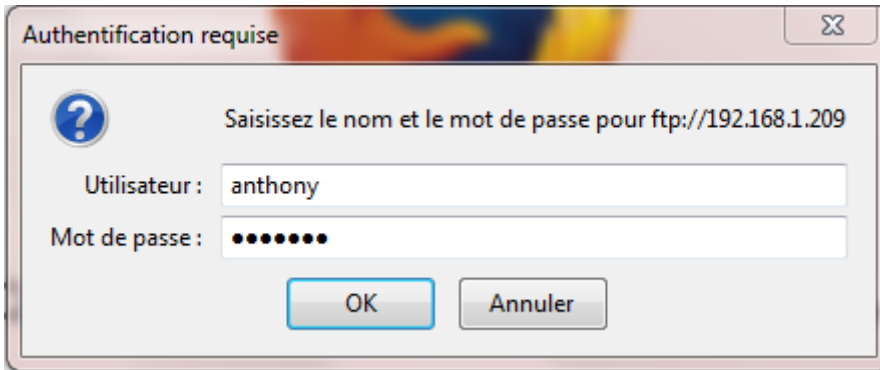 Authentification requise
Saisissez le nom et le mot de passe pour ftp://192.168.1.209
Utilisateur : anthony
Mot de passe : •••••••
OK Annuler